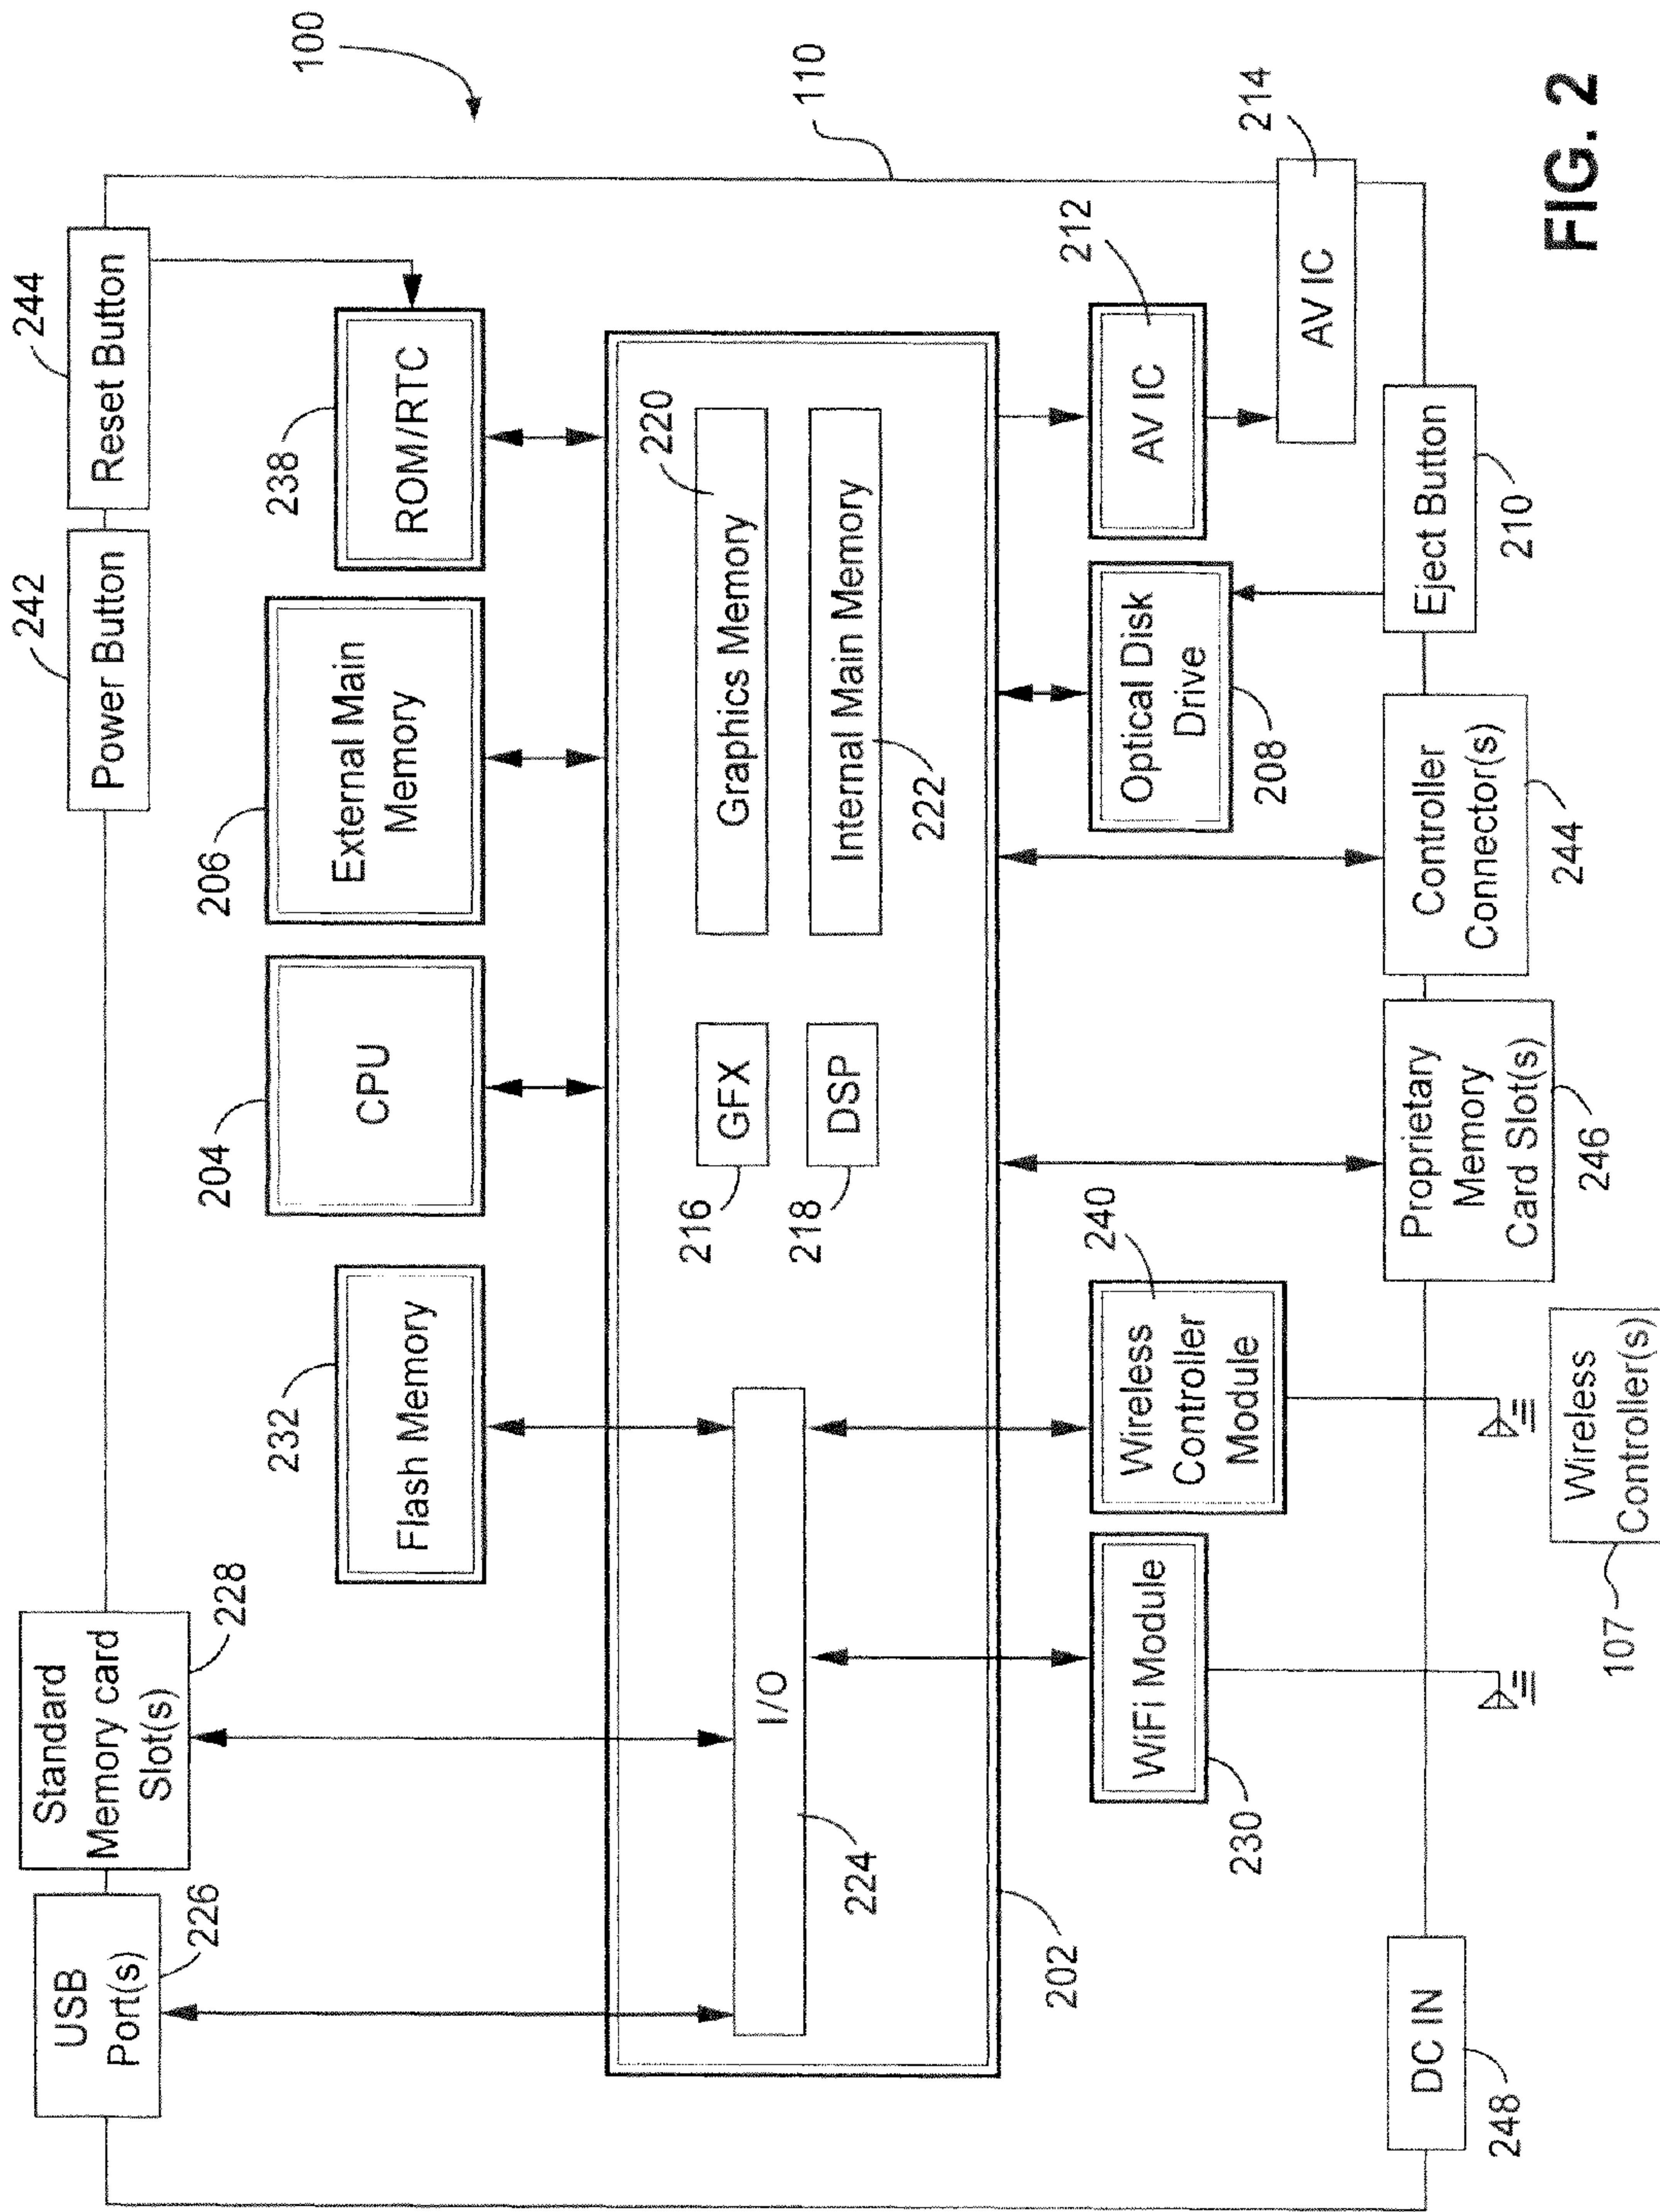 100
110
242
244
Power Button
Reset Button
Standard
Memory card
Slot(s)
228
USB
Port(s)
226
232
Flash Memory
204
CPU
206
External Main
Memory
238
ROM/RTC
I/O
224
216
GFX
218
DSP
220
Graphics Memory
Internal Main Memory
222
202
WiFi Module
230
240
Wireless
Controller
Module
Optical Disk
Drive
208
212
AV IC
214
AV IC
DC IN
248
Wireless
Controller(s)
107
Proprietary
Memory
Card Slot(s)
246
Controller
Connector(s)
244
Eject Button
210
FIG. 2